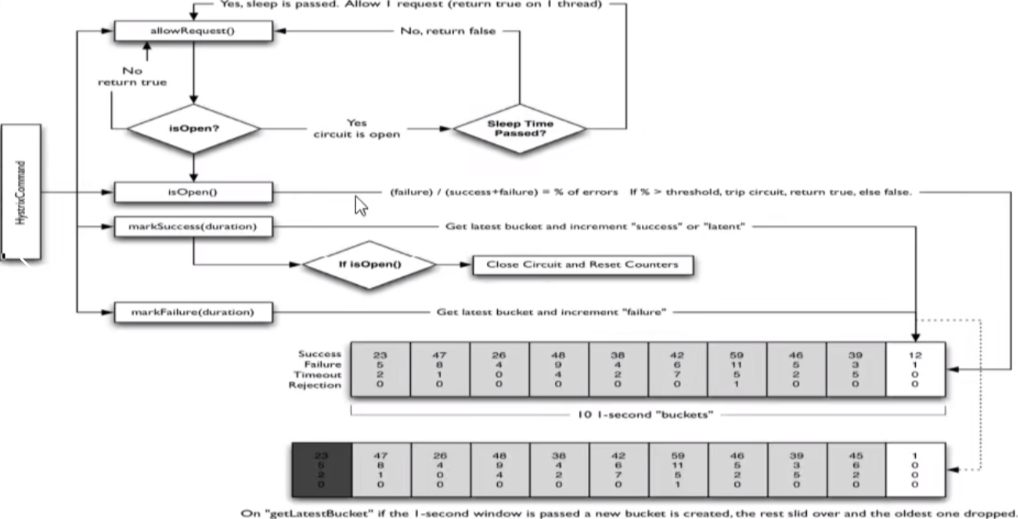 Yes, sleep is passed. Allow 1 request (return true on 1 thread)
allowRequest()
No, return false
No
return true
isOpen?
Yes
circuit is open
Sleep Time
Passed?
HystrixCommand
isOpen()
(failure) / (success+failure) = % of errors If % > threshold, trip circuit, return true, else false.
markSuccess(duration)
Get latest bucket and increment "success" or "latent"
If isOpen()
Close Circuit and Reset Counters
markFailure(duration)
Get latest bucket and increment "failure"
Success 23 47 26 48 38 42 59 46 39 12
Failure 5 8 4 9 4 6 11 5 3 1
Timeout 2 1 0 4 2 7 5 2 5 0
Rejection 0 0 0 0 0 0 1 0 0 0
10 1-second "buckets"
23 47 26 48 38 42 59 46 39 45 1
5 8 4 9 4 6 11 5 3 6 0
2 1 0 4 2 7 5 2 5 2 0
0 0 0 0 0 0 1 0 0 0 0
On "getLatestBucket" if the 1-second window is passed a new bucket is created, the rest slid over and the oldest one dropped.